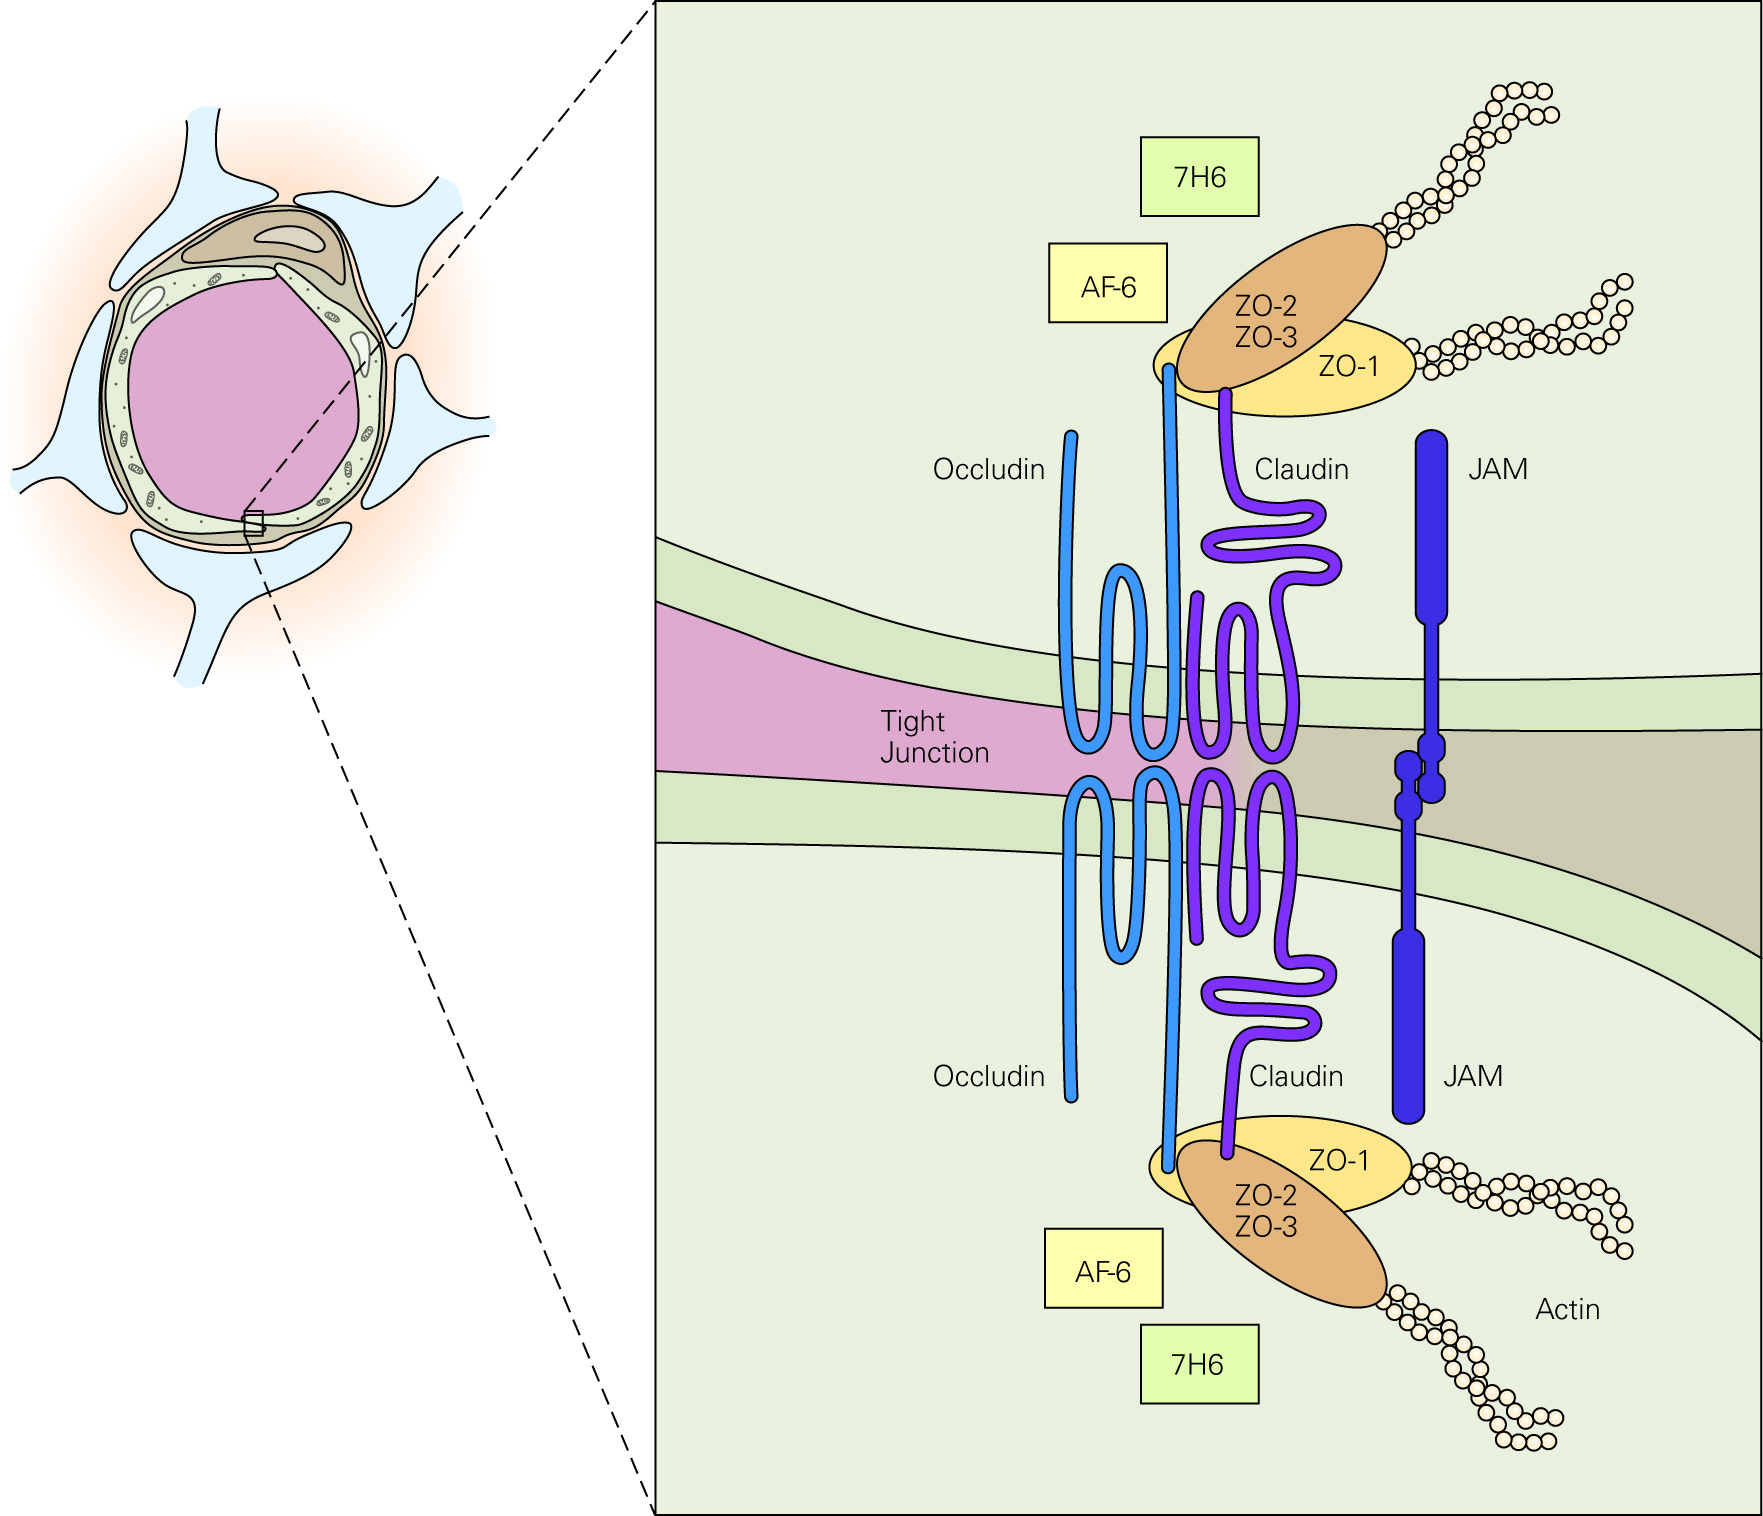 7H6
AF-6
ZO-2
ZO-3
ZO-1
Occludin
Claudin
JAM
Tight
Junction
Occludin
Claudin
JAM
ZO-1
ZO-2
ZO-3
AF-6
Actin
7H6